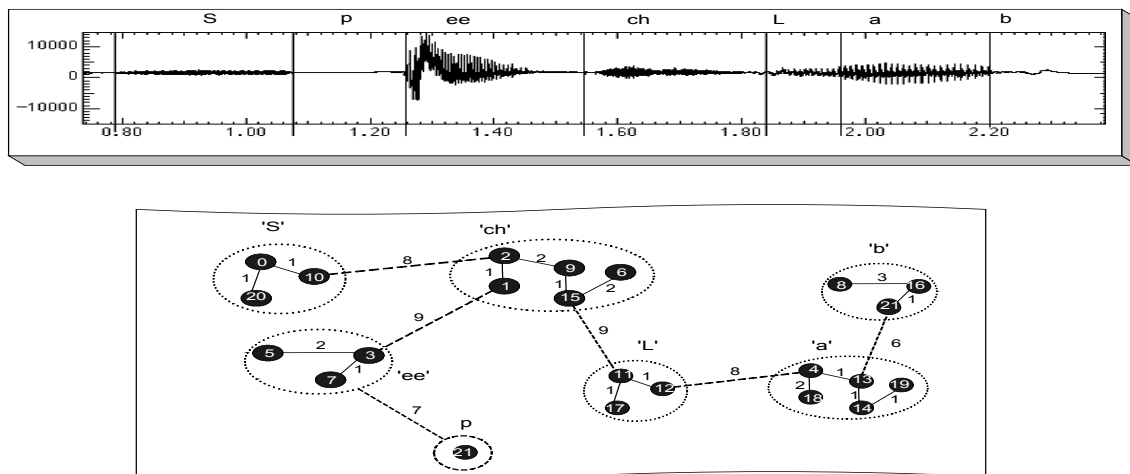 S p ee ch L a b
10000
0
−10000
0.80 1.00 1.20 1.40 1.60 1.80 2.00 2.20
'S' 'ch' 'b'
0 1 10 8 2 2 9 6 8 3 16
1 20 1 1 1 15 2 21 1
9 9 6
5 2 3 'L' 'a'
7 1 'ee' 11 1 12 8 4 1 13 19
1 17 2 18 1 14 1
7
p
21